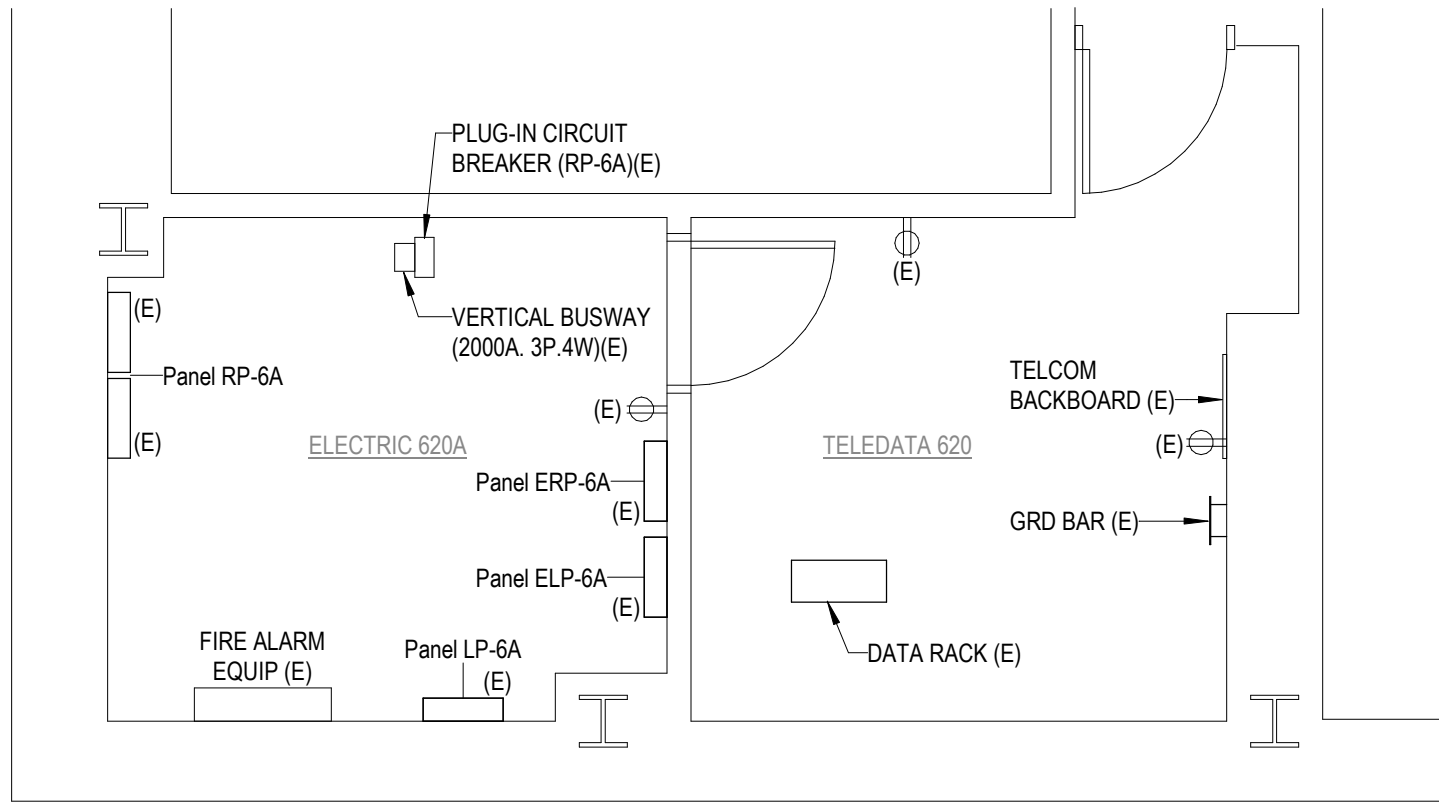 PLUG-IN CIRCUIT
BREAKER (RP-6A)(E)
(E)
(E)
VERTICAL BUSWAY
(2000A. 3P.4W)(E)
Panel RP-6A
(E)
TELCOM
BACKBOARD (E)
(E)
ELECTRIC 620A
TELEDATA 620
(E)
Panel ERP-6A
(E)
GRD BAR (E)
Panel ELP-6A
(E)
FIRE ALARM
EQUIP (E)
Panel LP-6A
(E)
DATA RACK (E)